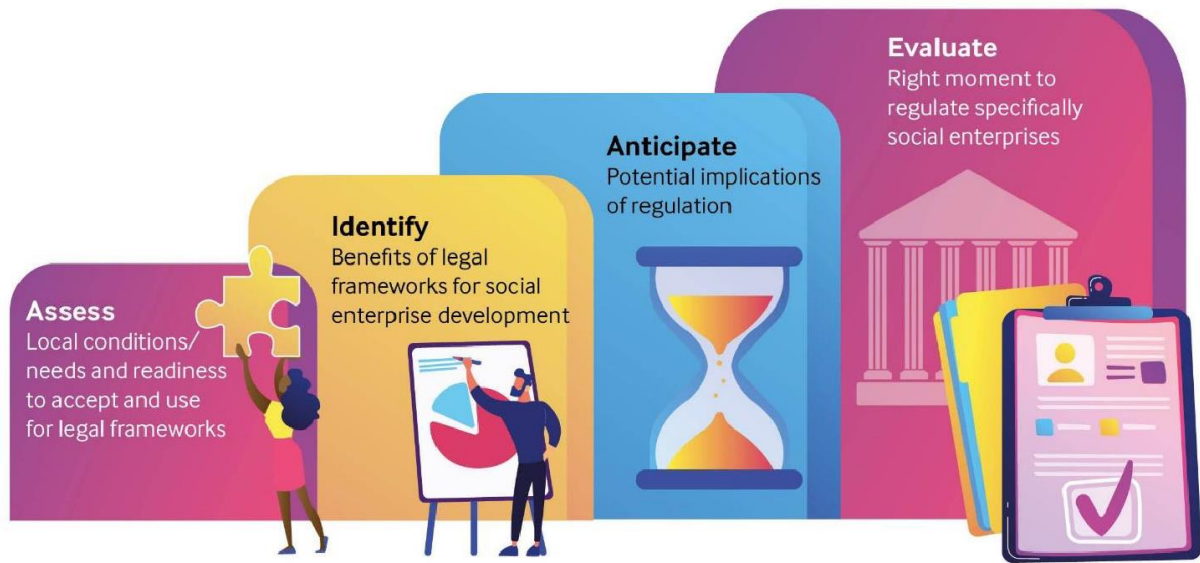 Assess
Local conditions/
needs and readiness
to accept and use
for legal frameworks
Identify
Benefits of legal
frameworks for social
enterprise development
Anticipate
Potential implications
of regulation
Evaluate
Right moment to
regulate specifically
social enterprises